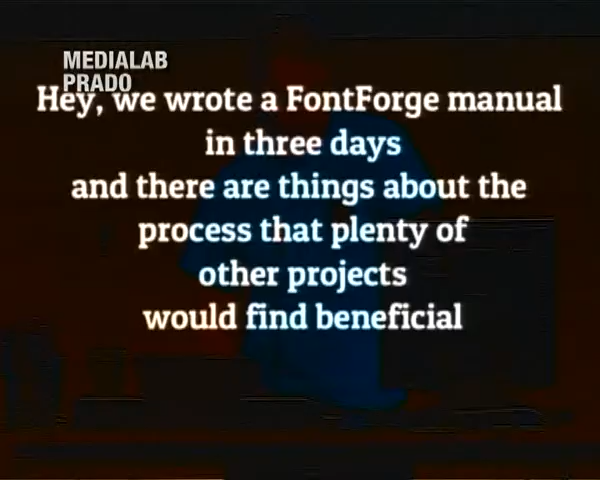 MEDIALAB
PRADO
Hey, we wrote a FontForge manual
in three days
and there are things about the
process that plenty of
other projects
would find beneficial